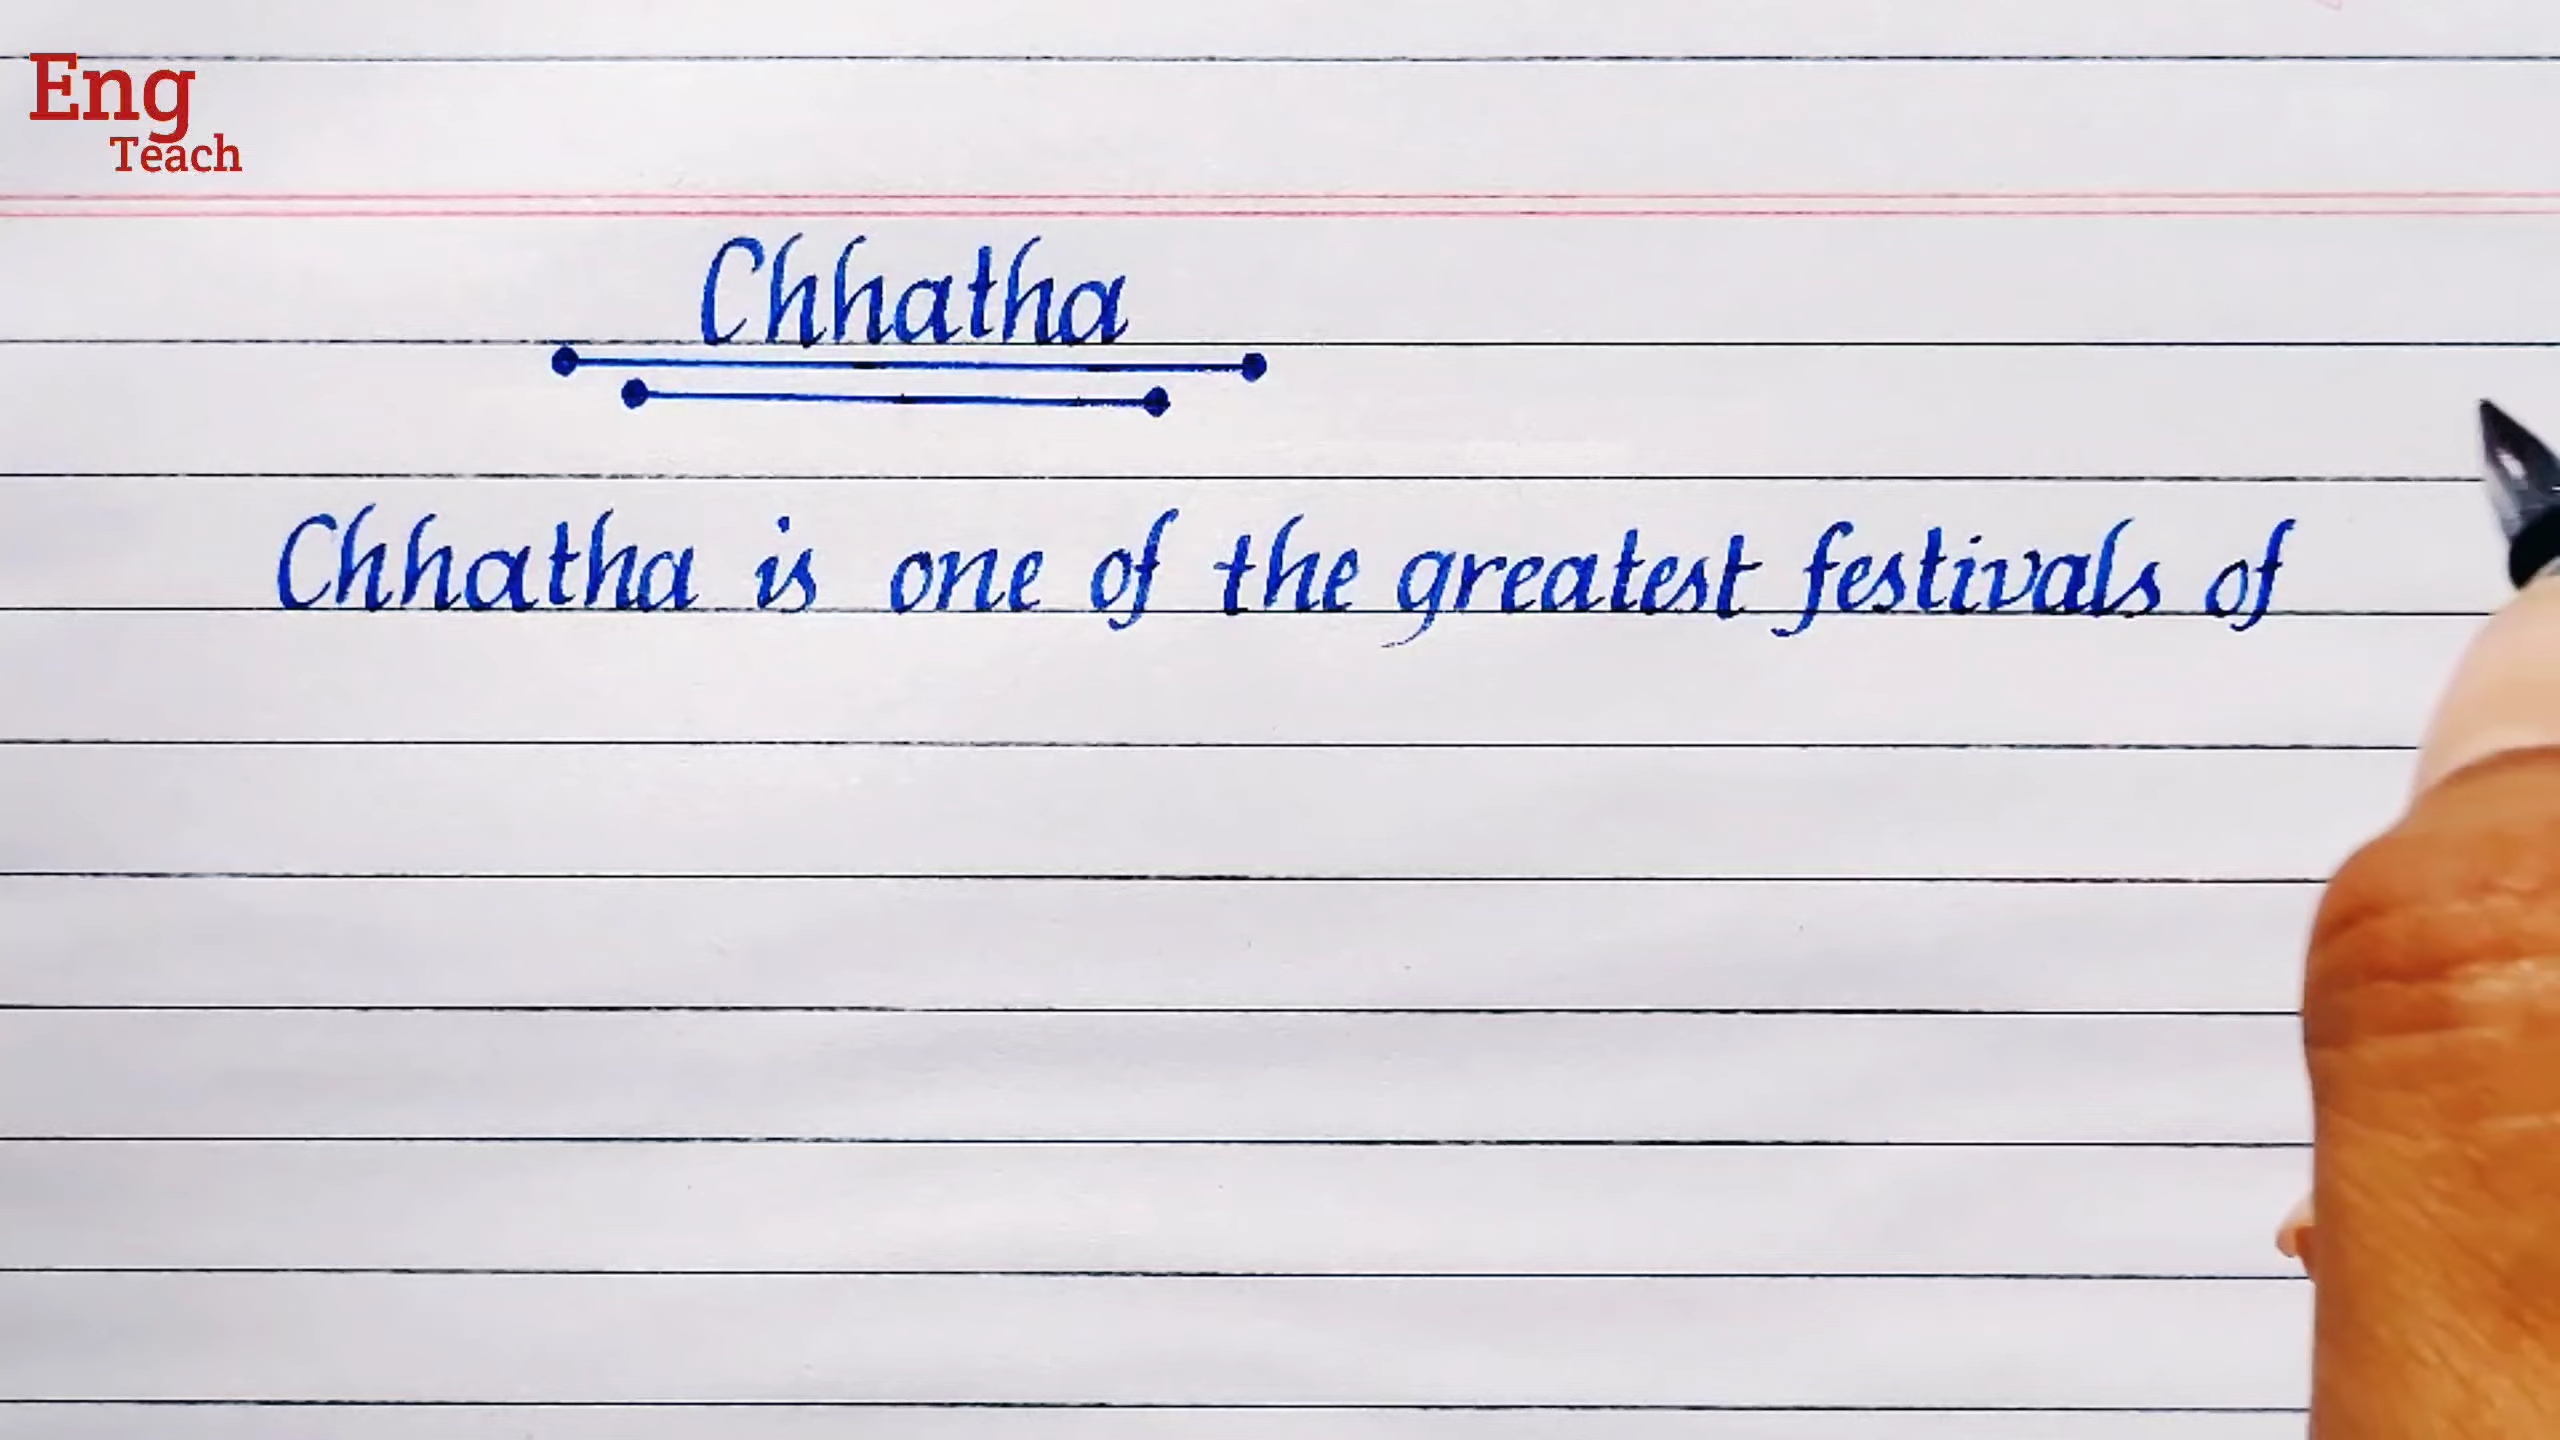 Eng
Teach
Chhatha
Chhatha is one of the greatest festivals of